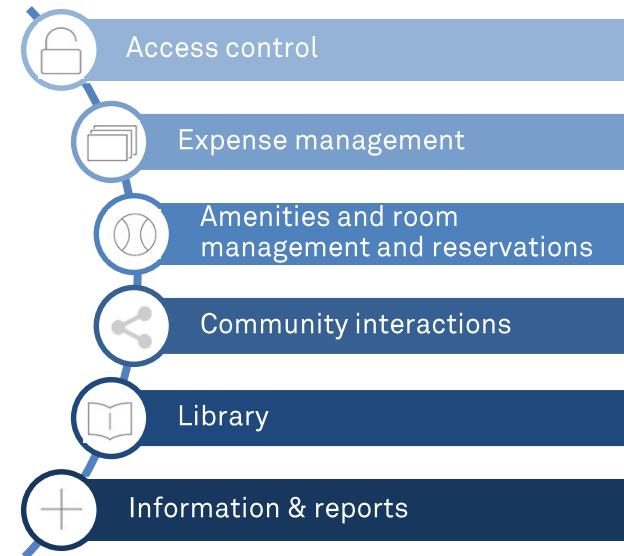 Access control
Expense management
Amenities and room
management and reservations
Community interactions
Library
Information & reports